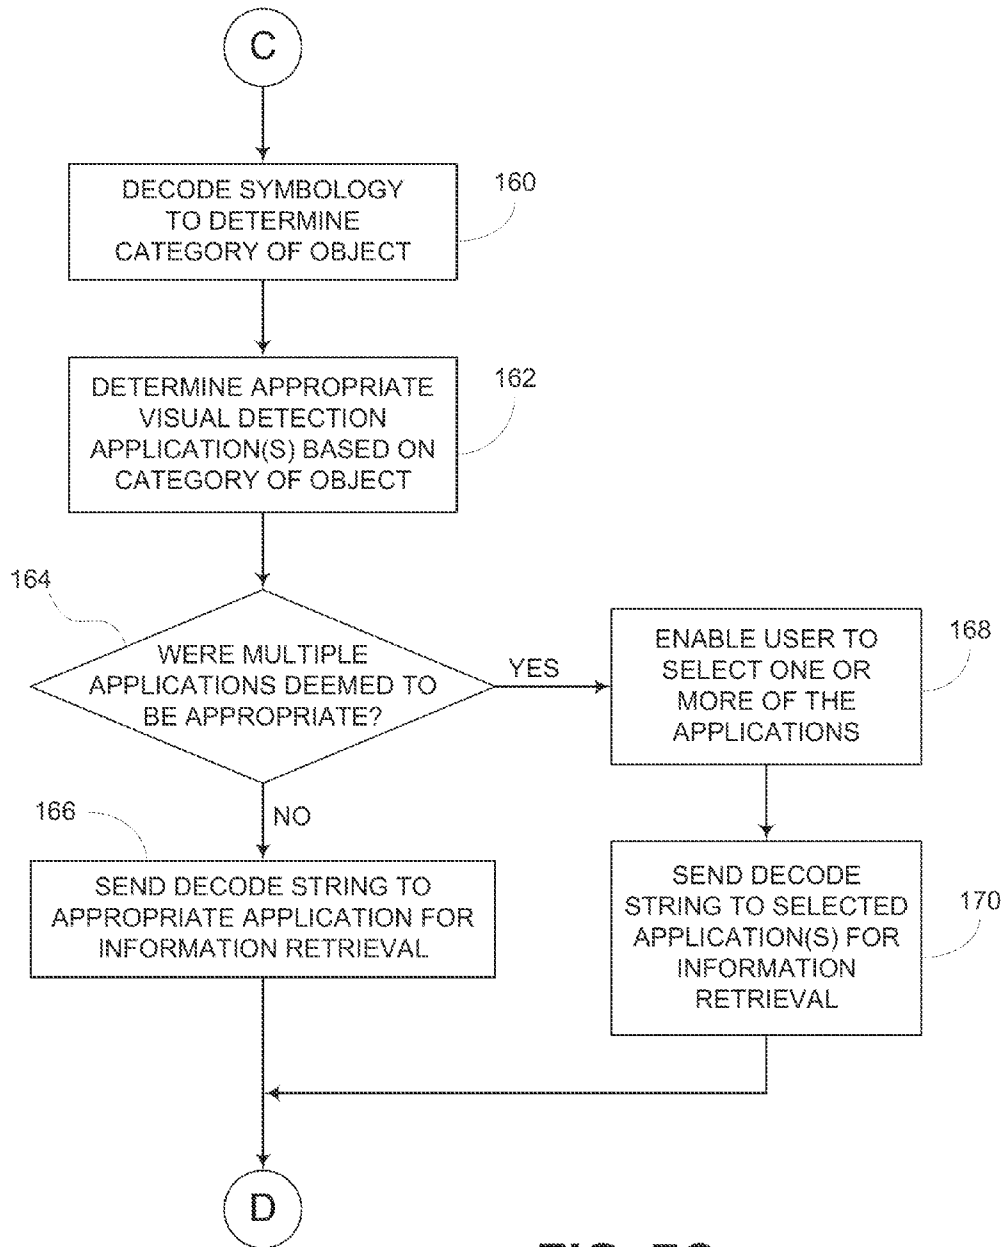 C
DECODE SYMBOLOGY
TO DETERMINE
CATEGORY OF OBJECT
160
DETERMINE APPROPRIATE
VISUAL DETECTION
APPLICATION(S) BASED ON
CATEGORY OF OBJECT
162
164
WERE MULTIPLE
APPLICATIONS DEEMED TO
BE APPROPRIATE?
YES
ENABLE USER TO
SELECT ONE OR
MORE OF THE
APPLICATIONS
168
NO
166
SEND DECODE STRING TO
APPROPRIATE APPLICATION FOR
INFORMATION RETRIEVAL
SEND DECODE
STRING TO SELECTED
APPLICATION(S) FOR
INFORMATION
RETRIEVAL
170
D